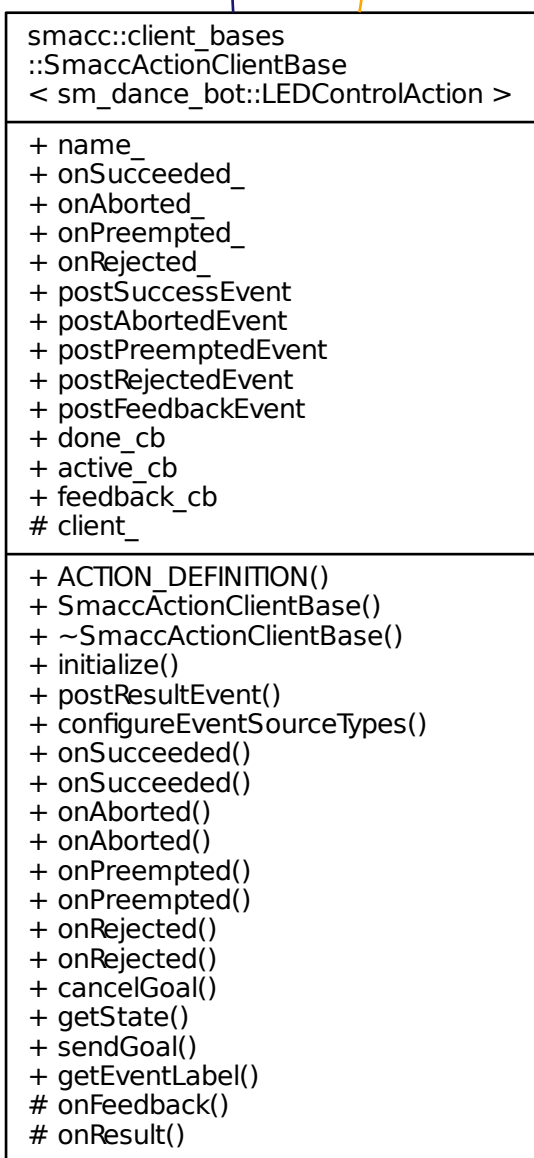 smacc::client_bases
::SmaccActionClientBase
< sm_dance_bot::LEDControlAction >
+ name_
+ onSucceeded_
+ onAborted_
+ onPreempted_
+ onRejected_
+ postSuccessEvent
+ postAbortedEvent
+ postPreemptedEvent
+ postRejectedEvent
+ postFeedbackEvent
+ done_cb
+ active_cb
+ feedback_cb
# client_
+ ACTION_DEFINITION()
+ SmaccActionClientBase()
+ ~SmaccActionClientBase()
+ initialize()
+ postResultEvent()
+ configureEventSourceTypes()
+ onSucceeded()
+ onSucceeded()
+ onAborted()
+ onAborted()
+ onPreempted()
+ onPreempted()
+ onRejected()
+ onRejected()
+ cancelGoal()
+ getState()
+ sendGoal()
+ getEventLabel()
# onFeedback()
# onResult()